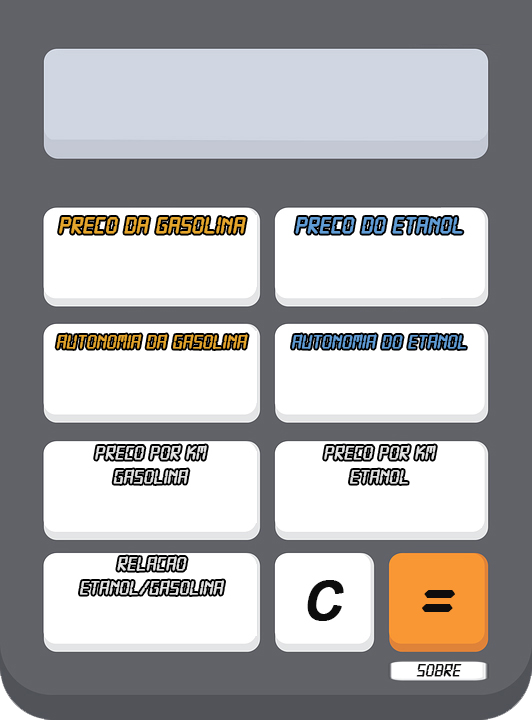 PRECO DA GASOLINA
PRECO DO ETANOL
AUTONOMIA DA GASOLINA
AUTONOMIA DO ETANOL
PRECO POR KM
GASOLINA
PRECO POR KM
ETANOL
RELACAO
ETANOL/GASOLINA
C
=
SOBRE